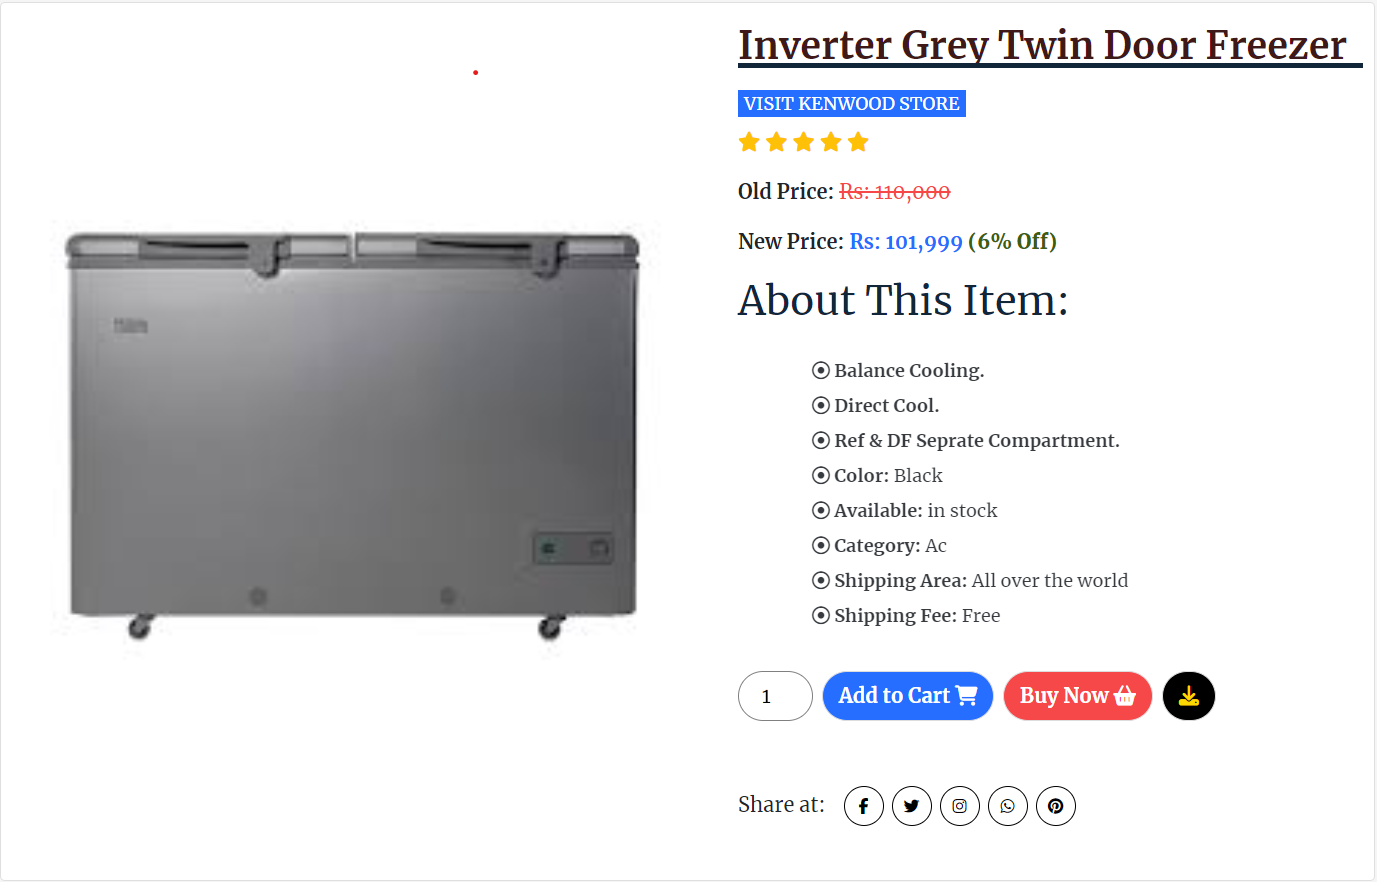 Inverter Grey Twin Door Freezer
VISIT KENWOOD STORE
Old Price: Rs: 110,000
New Price: Rs: 101,999 (6% Off)
About This Item:
Balance Cooling.
Direct Cool.
Ref & DF Seprate Compartment.
Color: Black
Available: in stock
Category: Ac
Shipping Area: All over the world
Shipping Fee: Free
1
Add to Cart
Buy Now
Share at: